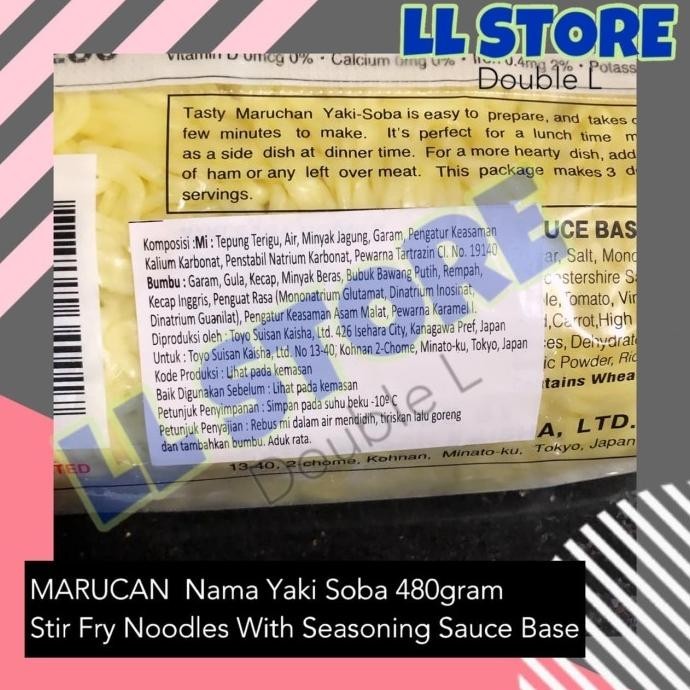 LL STORE
Double L
Vitamin D 0mcg 0% · Calcium 0mg 0% · Iron 0.4mg 2% · Potass
Tasty Maruchan Yaki-Soba is easy to prepare, and takes
few minutes to make. It's perfect for a lunch time m
as a side dish at dinner time. For a more hearty dish, add
of ham or any left over meat. This package makes 3 d
servings.
Komposisi :Mi : Tepung Terigu, Air, Minyak Jagung, Garam, Pengatur Keasaman
Kalium Karbonat, Penstabil Natrium Karbonat, Pewarna Tartrazin CI. No. 19140
Bumbu : Garam, Gula, Kecap, Minyak Beras, Bubuk Bawang Putih, Rempah,
Kecap Inggris, Penguat Rasa (Mononatrium Glutamat, Dinatrium Inosinat,
Dinatrium Guanilat), Pengatur Keasaman Asam Malat, Pewarna Karamel I.
Diproduksi oleh : Toyo Suisan Kaisha, Ltd. 426 Isehara City, Kanagawa Pref, Japan
Untuk : Toyo Suisan Kaisha, Ltd. No 13-40, Kohnan 2-Chome, Minato-ku, Tokyo, Japan
Kode Produksi : Lihat pada kemasan
Baik Digunakan Sebelum : Lihat pada kemasan
Petunjuk Penyimpanan : Simpan pada suhu beku -10º C
Petunjuk Penyajian : Rebus mi dalam air mendidih, tiriskan lalu goreng
dan tambahkan bumbu. Aduk rata.
UCE BAS
ar, Salt, Mono
cestershire S
le, Tomato, Vin
,Carrot,High
es, Dehydrat
ic Powder, Ric
tains Whea
A, LTD.
TED
13-40, 2-chome, Kohnan, Minato-ku, Tokyo, Japan
LL STORE
Double L
MARUCAN Nama Yaki Soba 480gram
Stir Fry Noodles With Seasoning Sauce Base